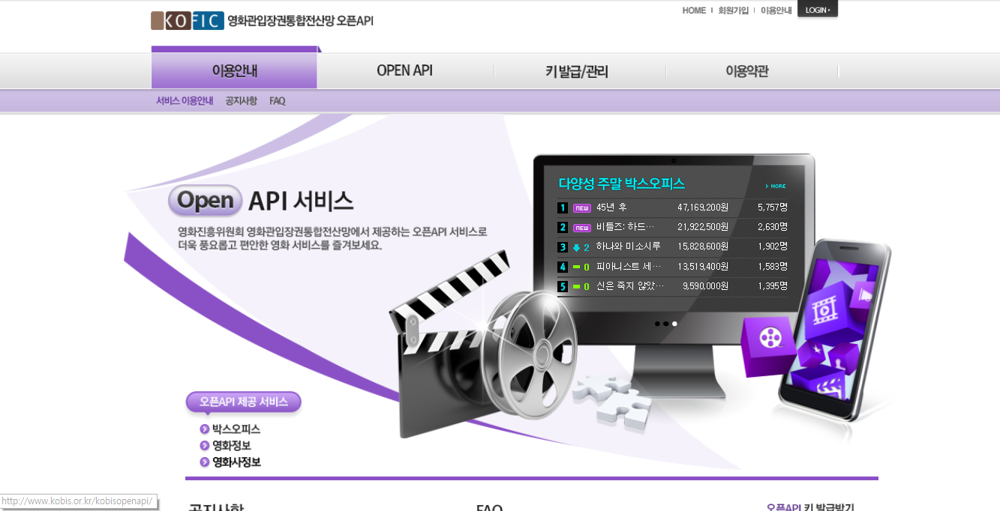 HOME 회원가입 이용안내 LOGIN
KOFIC 영화관입장권통합전산망 오픈API
이용안내 OPEN API 키 발급/관리 이용약관
서비스 이용안내 공지사항 FAQ
Open API 서비스
영화진흥위원회 영화관입장권통합전산망에서 제공하는 오픈API 서비스로
더욱 풍요롭고 편안한 영화 서비스를 즐겨보세요.
다양성 주말 박스오피스 MORE
1 NEW 45년 후 47,169,200원 5,757명
2 NEW 비틀즈: 하드… 21,922,500원 2,630명
3 2 하나와 미소시루 15,828,600원 1,902명
4 0 피아니스트 세… 13,519,400원 1,583명
5 0 신은 죽지 않았… 9,590,000원 1,395명
오픈API 제공 서비스
박스오피스
영화정보
영화사정보
http://www.kobis.or.kr/kobisopenapi/
공지사항 FAQ 오픈API 키 발급받기